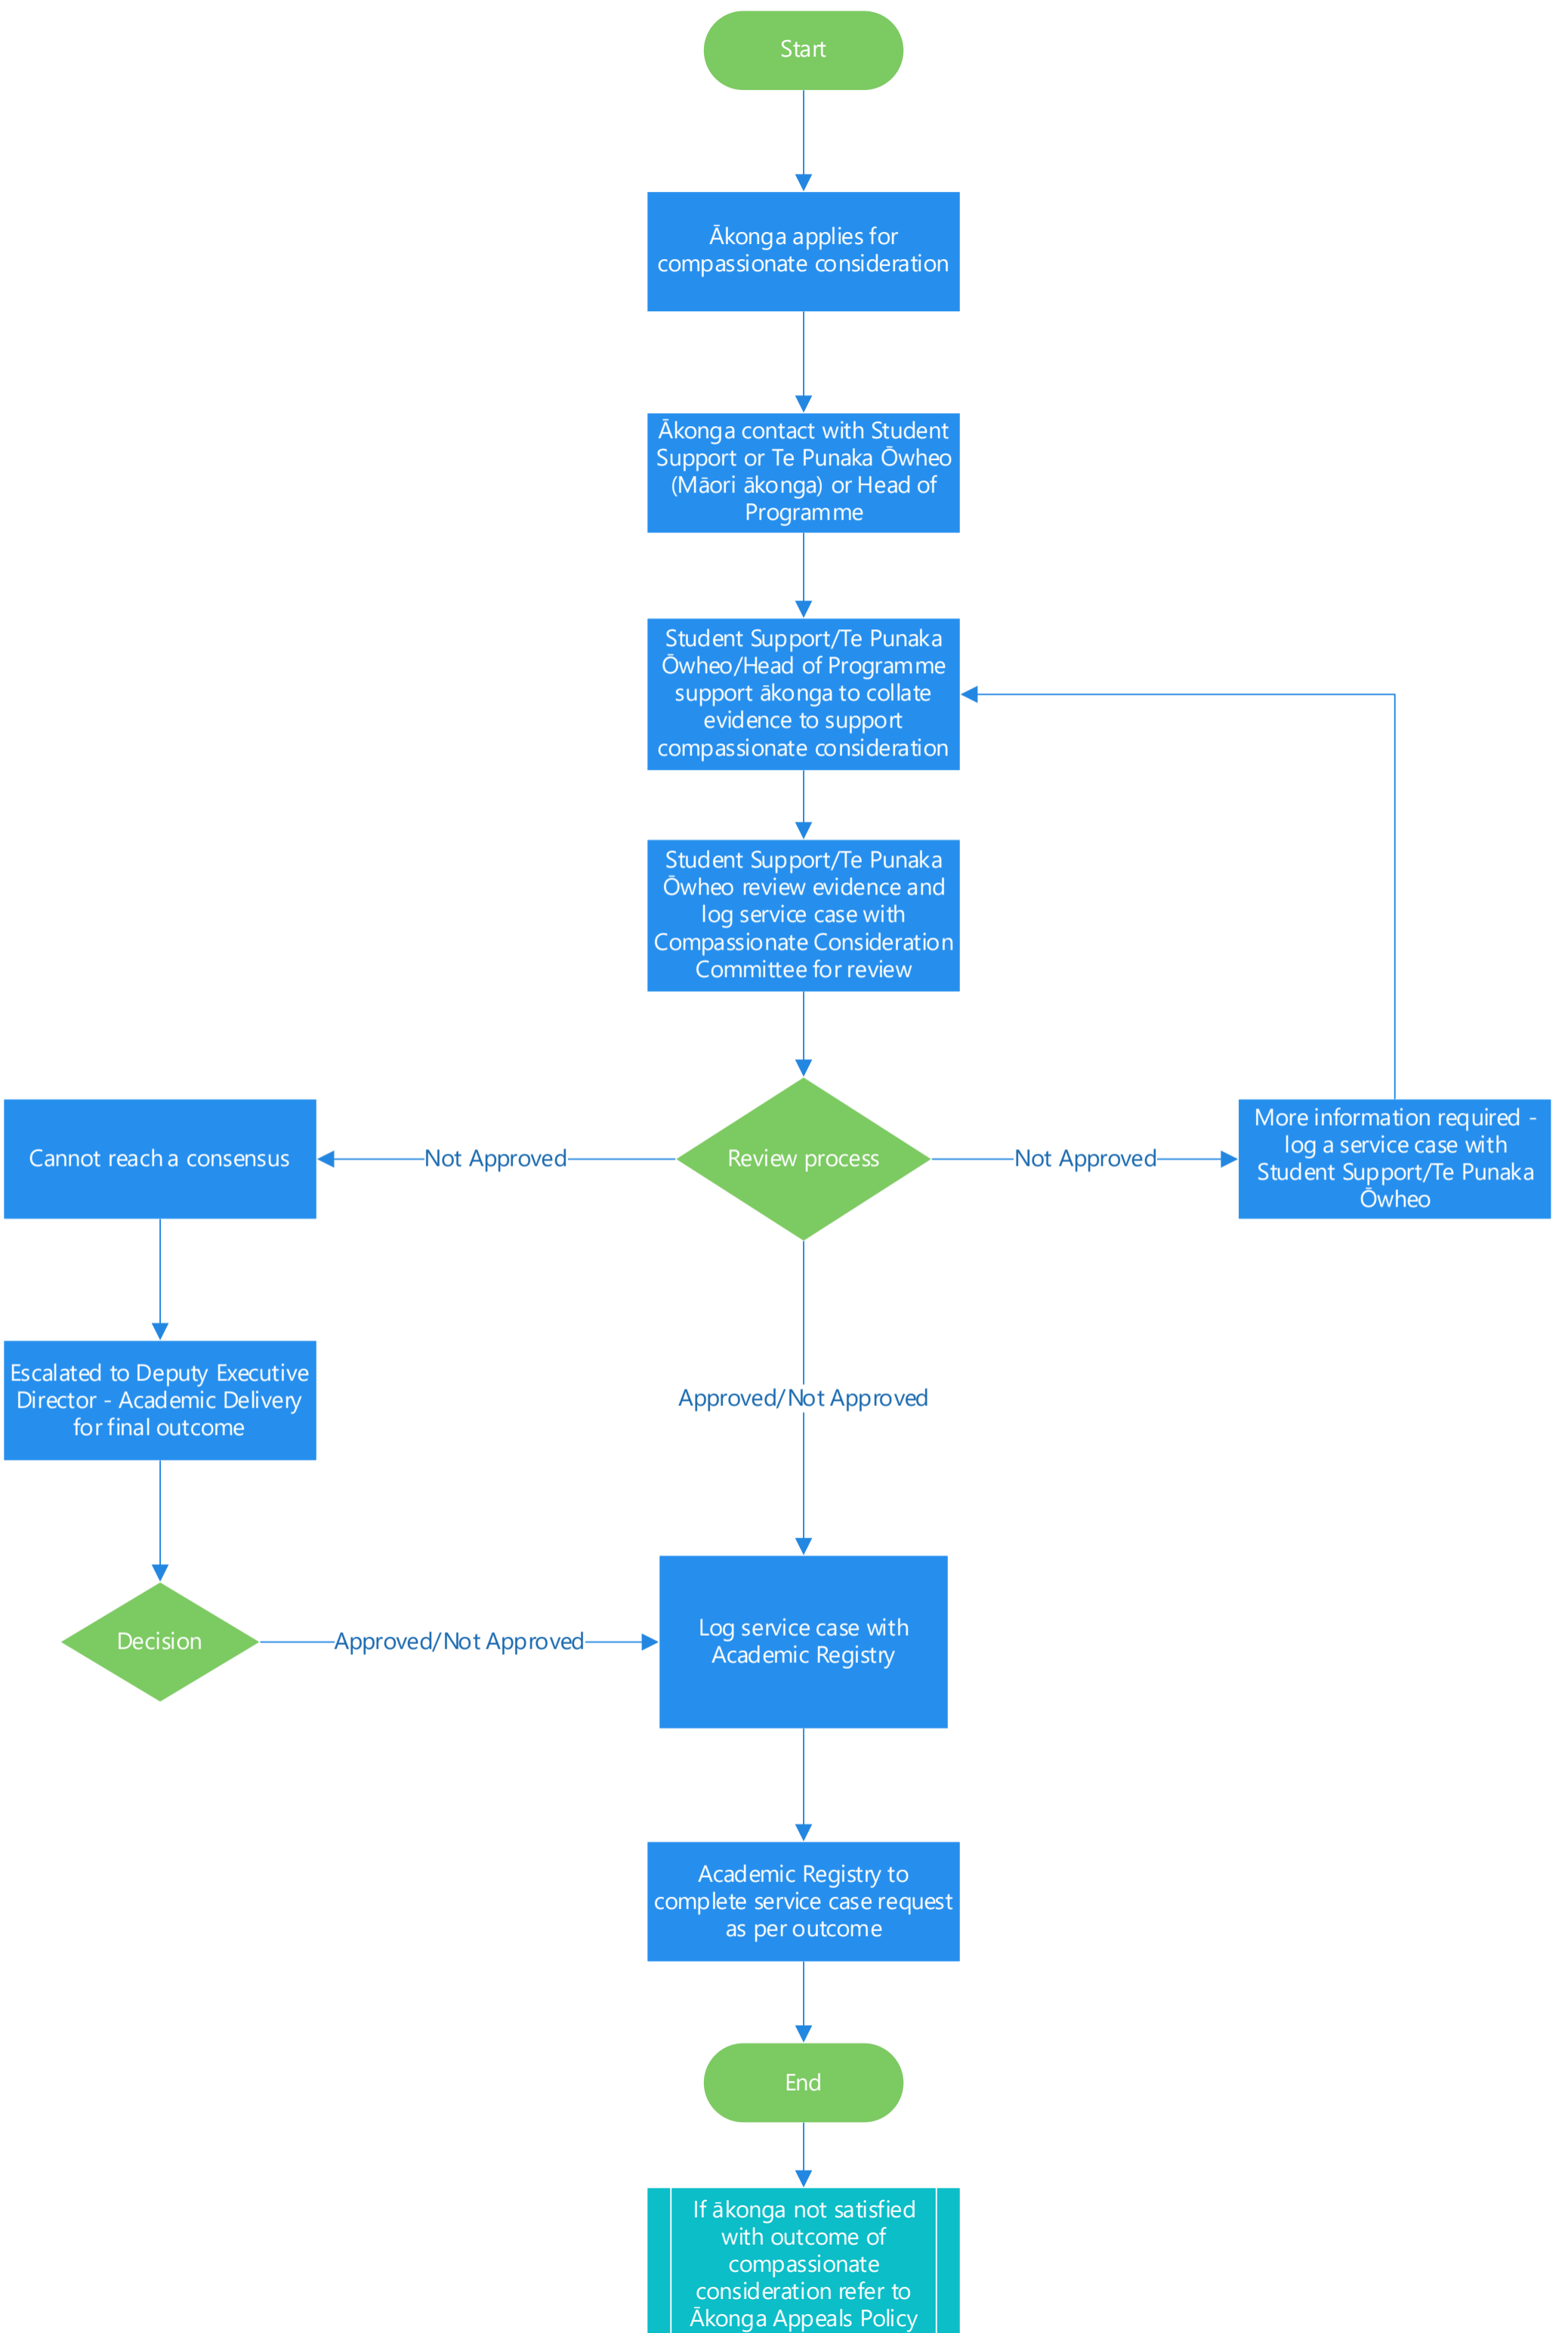 Start
Ākonga applies for
compassionate consideration
Ākonga contact with Student
Support or Te Punaka Ōwheo
(Māori ākonga) or Head of
Programme
Student Support/Te Punaka
Ōwheo/Head of Programme
support ākonga to collate
evidence to support
compassionate consideration
Student Support/Te Punaka
Ōwheo review evidence and
log service case with
Compassionate Consideration
Committee for review
Cannot reach a consensus
Not Approved
Review process
Not Approved
More information required -
log a service case with
Student Support/Te Punaka
Ōwheo
Escalated to Deputy Executive
Director - Academic Delivery
for final outcome
Approved/Not Approved
Decision
Approved/Not Approved
Log service case with
Academic Registry
Academic Registry to
complete service case request
as per outcome
End
If ākonga not satisfied
with outcome of
compassionate
consideration refer to
Ākonga Appeals Policy